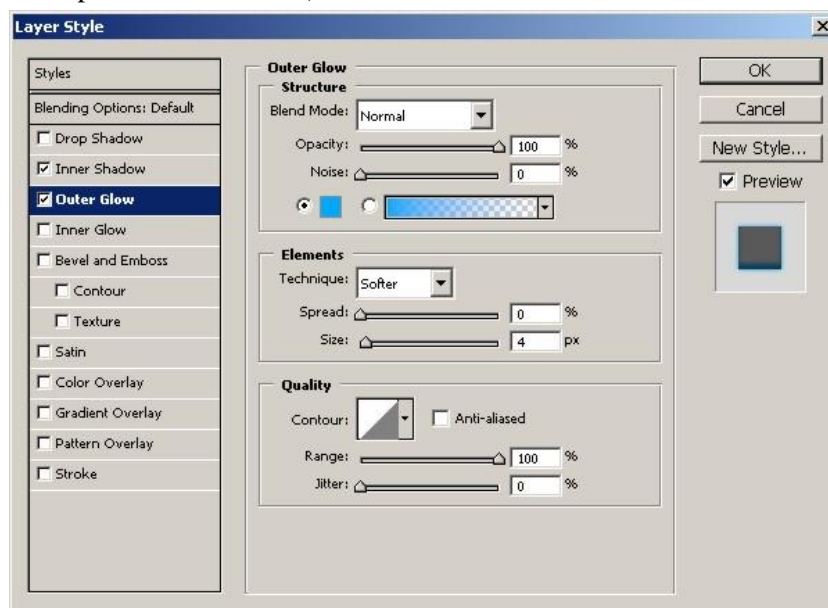 Layer Style
Styles
Blending Options: Default
Drop Shadow
Inner Shadow
Outer Glow
Inner Glow
Bevel and Emboss
Contour
Texture
Satin
Color Overlay
Gradient Overlay
Pattern Overlay
Stroke
Outer Glow
Structure
Blend Mode: Normal
Opacity: 100 %
Noise: 0 %
Elements
Technique: Softer
Spread: 0 %
Size: 4 px
Quality
Contour: Anti-aliased
Range: 100 %
Jitter: 0 %
OK
Cancel
New Style...
Preview